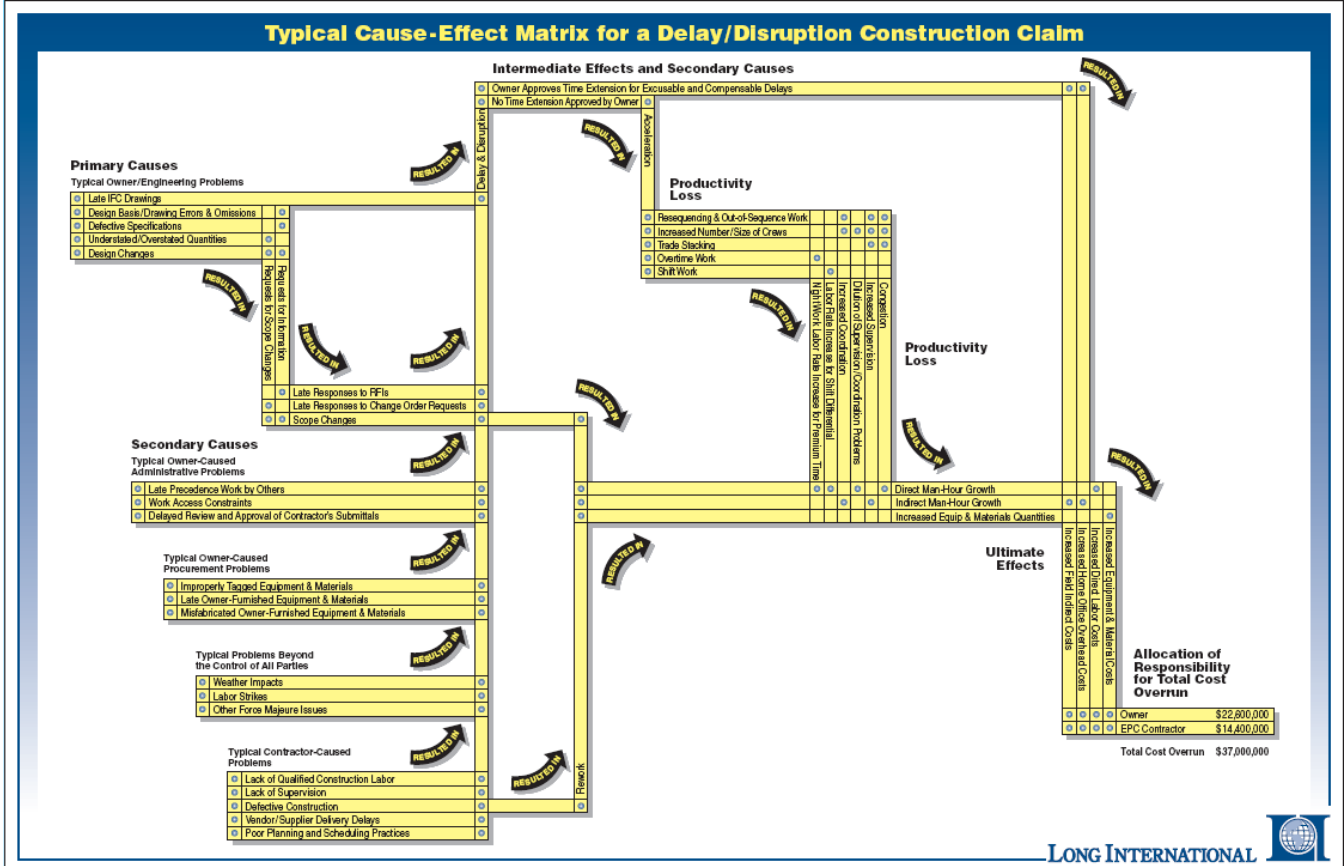 Typical Cause-Effect Matrix for a Delay/Disruption Construction Claim
Intermediate Effects and Secondary Causes
Owner Approves Time Extension for Excusable and Compensable Delays
No Time Extension Approved by Owner
RESULTED IN
RESULTED IN
RESULTED IN
Delay & Disruption
Acceleration
Primary Causes
Typical Owner/Engineering Problems
Late IFC Drawings
Design Basis/Drawing Errors & Omissions
Defective Specifications
Understated/Overstated Quantities
Design Changes
Productivity
Loss
Resequencing & Out-of-Sequence Work
Increased Number/Size of Crews
Trade Stacking
Overtime Work
Shift Work
RESULTED IN
RESULTED IN
RESULTED IN
RESULTED IN
Requests for Scope Changes
Requests for Information
Night Work Labor Rate Increase for Premium Time
Labor Rate Increase for Shift Differential
Increased Coordination
Dilution of Supervision/Coordination Problems
Increased Supervision
Congestion
Productivity
Loss
Late Responses to RFIs
Late Responses to Change Order Requests
Scope Changes
RESULTED IN
RESULTED IN
RESULTED IN
RESULTED IN
Secondary Causes
Typical Owner-Caused
Administrative Problems
Late Precedence Work by Others
Work Access Constraints
Delayed Review and Approval of Contractor's Submittals
Direct Man-Hour Growth
Indirect Man-Hour Growth
Increased Equip & Materials Quantities
RESULTED IN
RESULTED IN
Typical Owner-Caused
Procurement Problems
Improperly Tagged Equipment & Materials
Late Owner-Furnished Equipment & Materials
Misfabricated Owner-Furnished Equipment & Materials
Ultimate
Effects
Increased Field Indirect Costs
Increased Home Office Overhead Costs
Increased Direct Labor Costs
Increased Equipment & Material Costs
RESULTED IN
Typical Problems Beyond
the Control of All Parties
Weather Impacts
Labor Strikes
Other Force Majeure Issues
Allocation of
Responsibility
for Total Cost
Overrun
Owner $22,600,000
EPC Contractor $14,400,000
Total Cost Overrun $37,000,000
RESULTED IN
RESULTED IN
Rework
Typical Contractor-Caused
Problems
Lack of Qualified Construction Labor
Lack of Supervision
Defective Construction
Vendor/Supplier Delivery Delays
Poor Planning and Scheduling Practices
LONG INTERNATIONAL